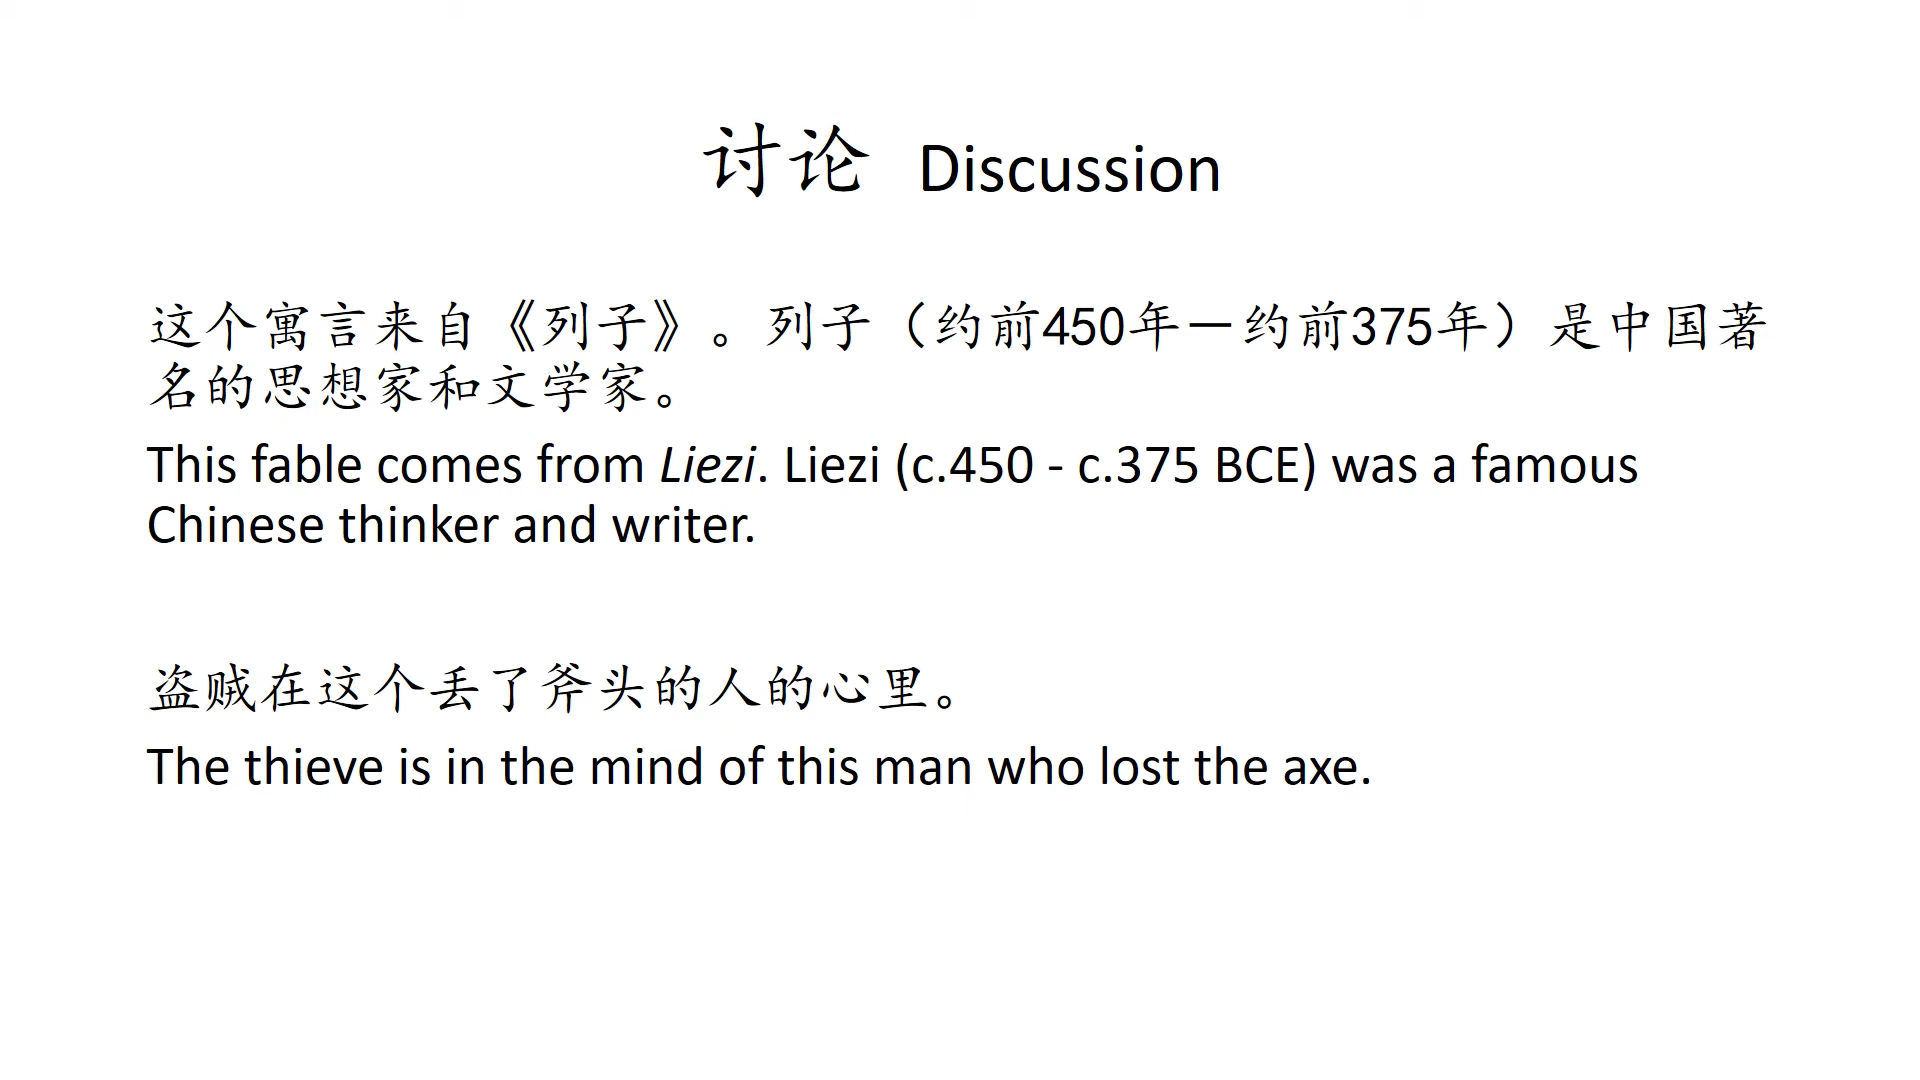 讨论 Discussion
这个寓言来自《列子》。列子（约前450年－约前375年）是中国著
名的思想家和文学家。
This fable comes from Liezi. Liezi (c.450 - c.375 BCE) was a famous
Chinese thinker and writer.
盗贼在这个丢了斧头的人的心里。
The thieve is in the mind of this man who lost the axe.